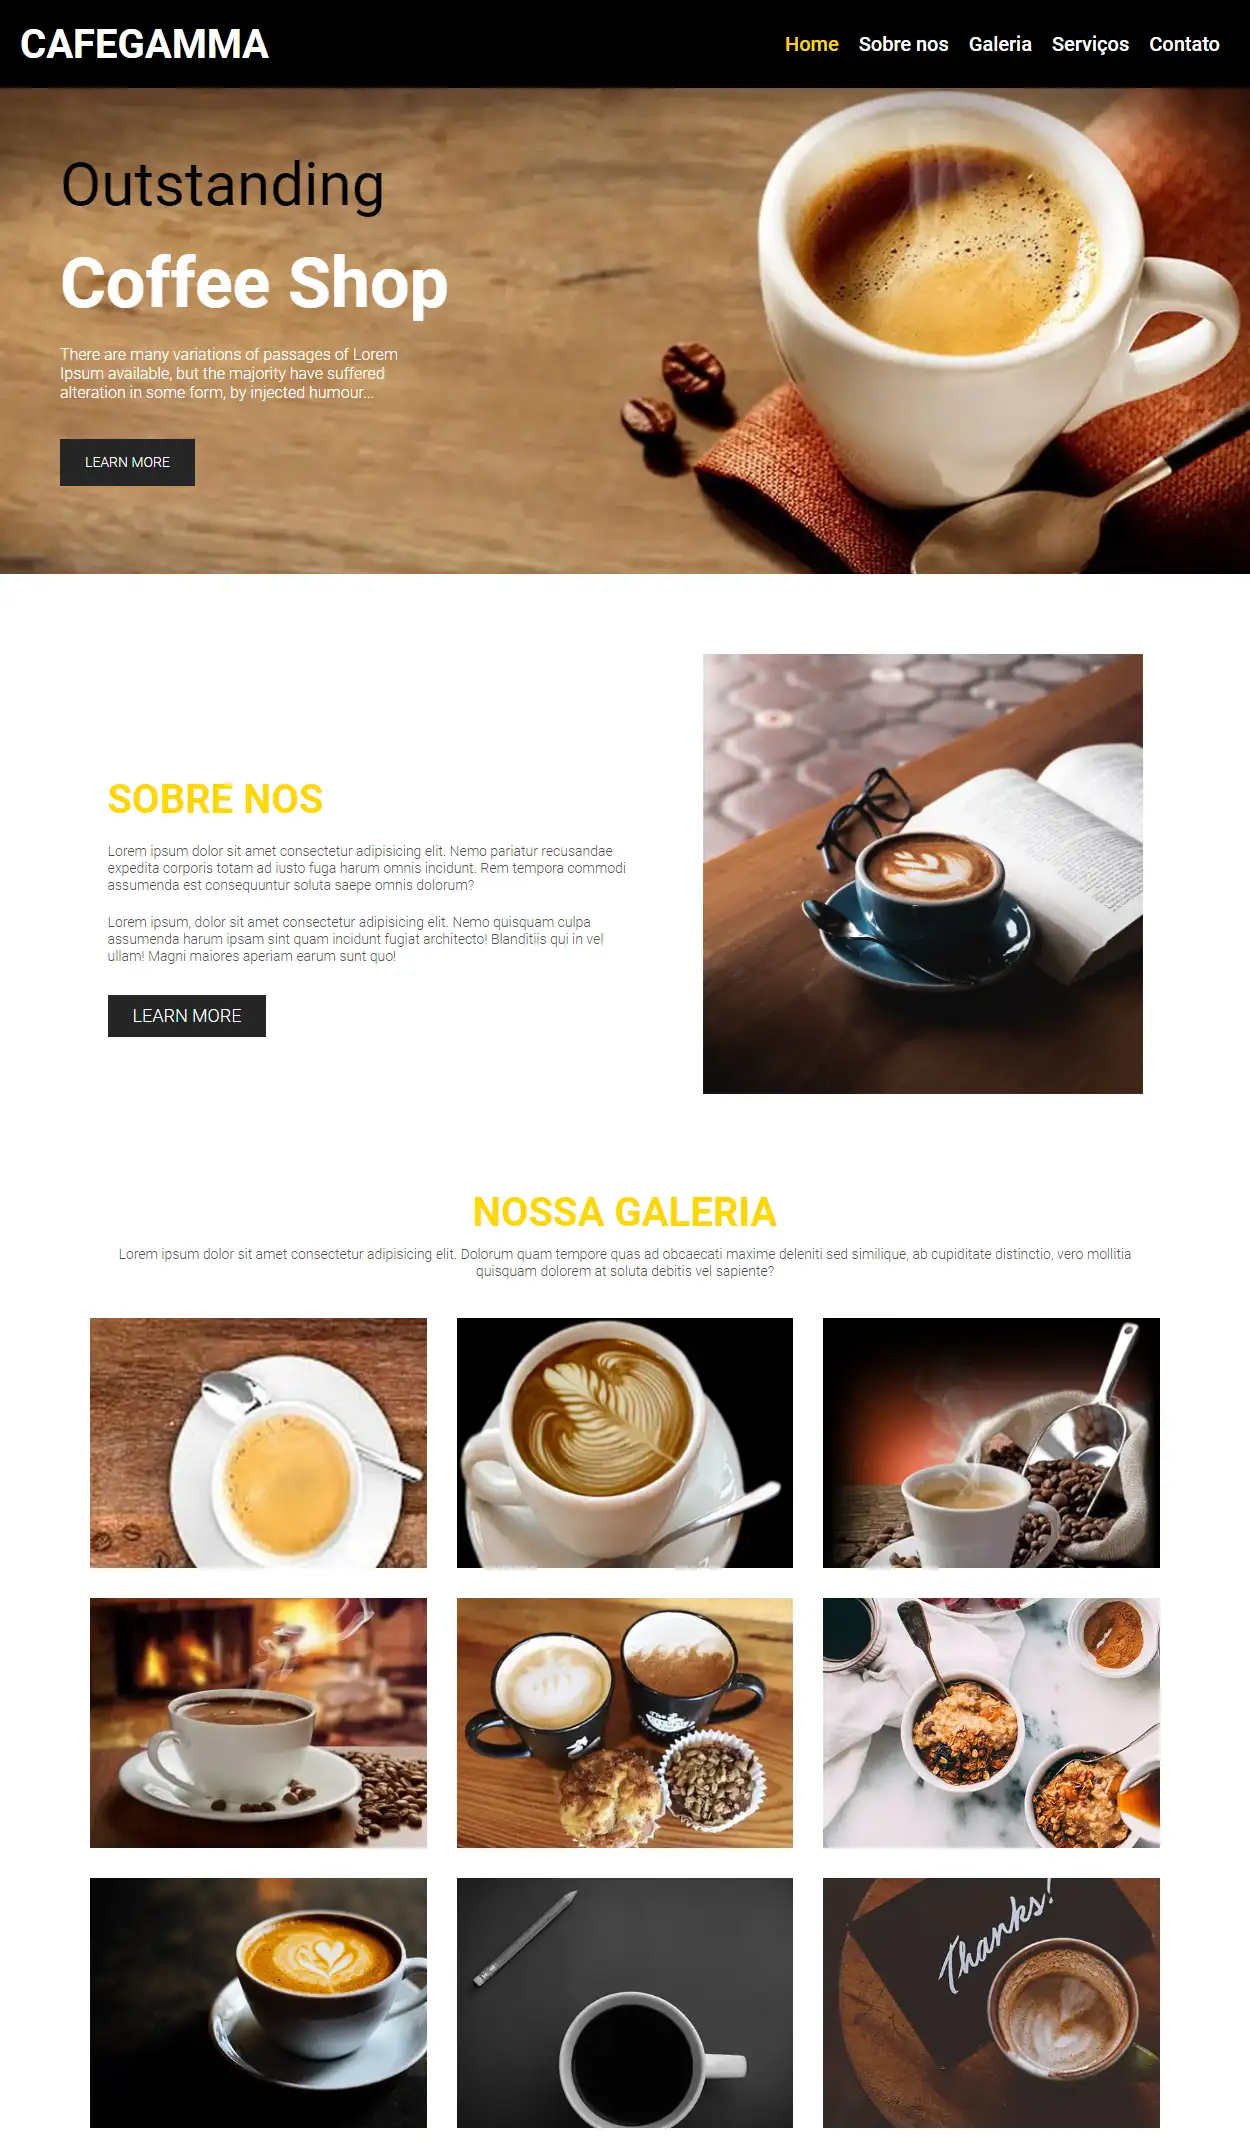 CAFEGAMMA
Home Sobre nos Galeria Serviços Contato
Outstanding
Coffee Shop
There are many variations of passages of Lorem
Ipsum available, but the majority have suffered
alteration in some form, by injected humour...
LEARN MORE
SOBRE NOS
Lorem ipsum dolor sit amet consectetur adipisicing elit. Nemo pariatur recusandae
expedita corporis totam ad iusto fuga harum omnis incidunt. Rem tempora commodi
assumenda est consequuntur soluta saepe omnis dolorum?
Lorem ipsum, dolor sit amet consectetur adipisicing elit. Nemo quisquam culpa
assumenda harum ipsam sint quam incidunt fugiat architecto! Blanditiis qui in vel
ullam! Magni maiores aperiam earum sunt quo!
LEARN MORE
NOSSA GALERIA
Lorem ipsum dolor sit amet consectetur adipisicing elit. Dolorum quam tempore quas ad obcaecati maxime deleniti sed similique, ab cupiditate distinctio, vero mollitia
quisquam dolorem at soluta debitis vel sapiente?
Thanks!